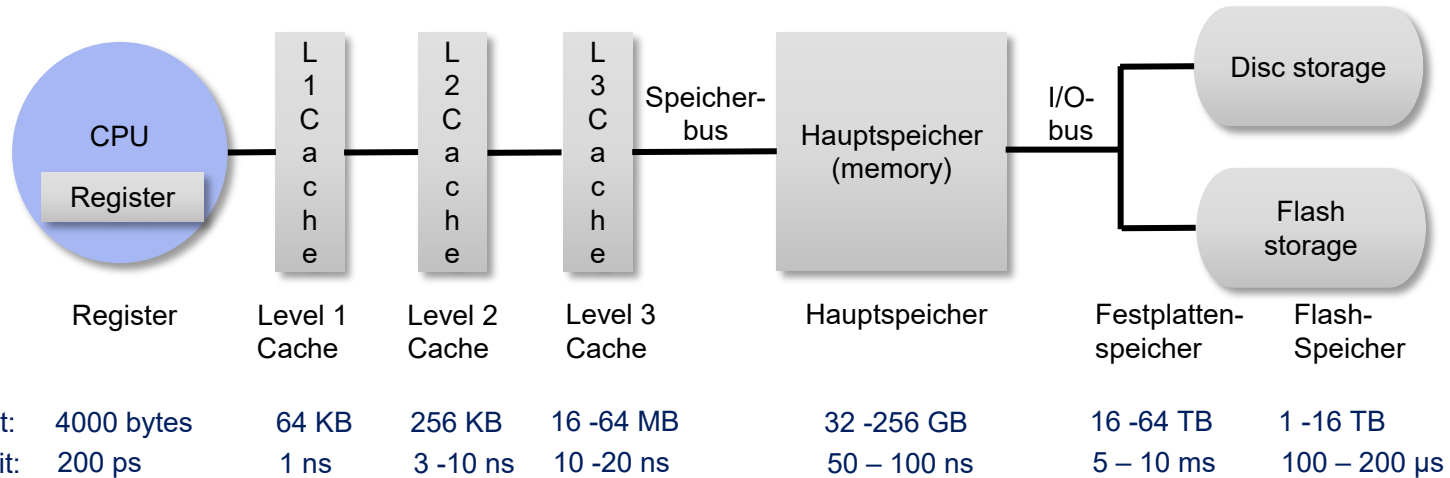 CPU
Register
L
1
C
a
c
h
e
L
2
C
a
c
h
e
L
3
C
a
c
h
e
Speicher-
bus
Hauptspeicher
(memory)
I/O-
bus
Disc storage
Flash
storage
Register
Level 1
Cache
Level 2
Cache
Level 3
Cache
Hauptspeicher
Festplatten-
speicher
Flash-
Speicher
t: 4000 bytes 64 KB 256 KB 16 -64 MB 32 -256 GB 16 -64 TB 1 -16 TB
it: 200 ps 1 ns 3 -10 ns 10 -20 ns 50 – 100 ns 5 – 10 ms 100 – 200 µs